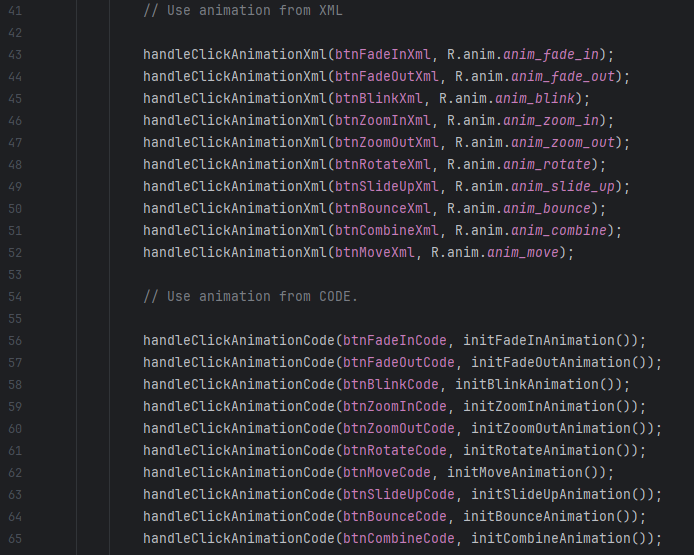 41 // Use animation from XML
42
43 handleClickAnimationXml(btnFadeInXml, R.anim.anim_fade_in);
44 handleClickAnimationXml(btnFadeOutXml, R.anim.anim_fade_out);
45 handleClickAnimationXml(btnBlinkXml, R.anim.anim_blink);
46 handleClickAnimationXml(btnZoomInXml, R.anim.anim_zoom_in);
47 handleClickAnimationXml(btnZoomOutXml, R.anim.anim_zoom_out);
48 handleClickAnimationXml(btnRotateXml, R.anim.anim_rotate);
49 handleClickAnimationXml(btnSlideUpXml, R.anim.anim_slide_up);
50 handleClickAnimationXml(btnBounceXml, R.anim.anim_bounce);
51 handleClickAnimationXml(btnCombineXml, R.anim.anim_combine);
52 handleClickAnimationXml(btnMoveXml, R.anim.anim_move);
53
54 // Use animation from CODE.
55
56 handleClickAnimationCode(btnFadeInCode, initFadeInAnimation());
57 handleClickAnimationCode(btnFadeOutCode, initFadeOutAnimation());
58 handleClickAnimationCode(btnBlinkCode, initBlinkAnimation());
59 handleClickAnimationCode(btnZoomInCode, initZoomInAnimation());
60 handleClickAnimationCode(btnZoomOutCode, initZoomOutAnimation());
61 handleClickAnimationCode(btnRotateCode, initRotateAnimation());
62 handleClickAnimationCode(btnMoveCode, initMoveAnimation());
63 handleClickAnimationCode(btnSlideUpCode, initSlideUpAnimation());
64 handleClickAnimationCode(btnBounceCode, initBounceAnimation());
65 handleClickAnimationCode(btnCombineCode, initCombineAnimation());